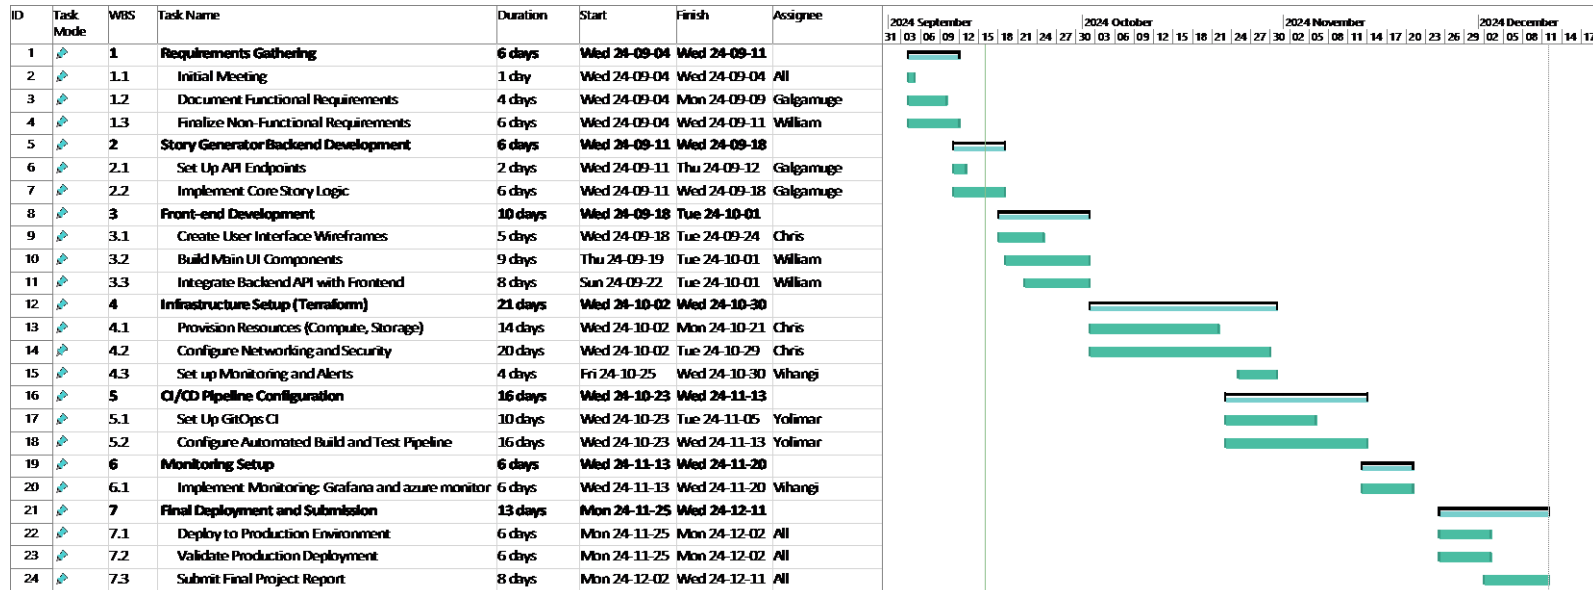 ID Task Mode WBS Task Name Duration Start Finish Assignee
2024 September 2024 October 2024 November 2024 December
31 03 06 09 12 15 18 21 24 27 30 03 06 09 12 15 18 21 24 27 30 02 05 08 11 14 17 20 23 26 29 02 05 08 11 14 17
1 1 Requirements Gathering 6 days Wed 24-09-04 Wed 24-09-11
2 1.1 Initial Meeting 1 day Wed 24-09-04 Wed 24-09-04 All
3 1.2 Document Functional Requirements 4 days Wed 24-09-04 Mon 24-09-09 Galgamuge
4 1.3 Finalize Non-Functional Requirements 6 days Wed 24-09-04 Wed 24-09-11 William
5 2 Story Generator Backend Development 6 days Wed 24-09-11 Wed 24-09-18
6 2.1 Set Up API Endpoints 2 days Wed 24-09-11 Thu 24-09-12 Galgamuge
7 2.2 Implement Core Story Logic 6 days Wed 24-09-11 Wed 24-09-18 Galgamuge
8 3 Front-end Development 10 days Wed 24-09-18 Tue 24-10-01
9 3.1 Create User Interface Wireframes 5 days Wed 24-09-18 Tue 24-09-24 Chris
10 3.2 Build Main UI Components 9 days Thu 24-09-19 Tue 24-10-01 William
11 3.3 Integrate Backend API with Frontend 8 days Sun 24-09-22 Tue 24-10-01 William
12 4 Infrastructure Setup (Terraform) 21 days Wed 24-10-02 Wed 24-10-30
13 4.1 Provision Resources (Compute, Storage) 14 days Wed 24-10-02 Mon 24-10-21 Chris
14 4.2 Configure Networking and Security 20 days Wed 24-10-02 Tue 24-10-29 Chris
15 4.3 Set up Monitoring and Alerts 4 days Fri 24-10-25 Wed 24-10-30 Vihangi
16 5 CI/CD Pipeline Configuration 16 days Wed 24-10-23 Wed 24-11-13
17 5.1 Set Up GitOps CI 10 days Wed 24-10-23 Tue 24-11-05 Yolimar
18 5.2 Configure Automated Build and Test Pipeline 16 days Wed 24-10-23 Wed 24-11-13 Yolimar
19 6 Monitoring Setup 6 days Wed 24-11-13 Wed 24-11-20
20 6.1 Implement Monitoring: Grafana and azure monitor 6 days Wed 24-11-13 Wed 24-11-20 Vihangi
21 7 Final Deployment and Submission 13 days Mon 24-11-25 Wed 24-12-11
22 7.1 Deploy to Production Environment 6 days Mon 24-11-25 Mon 24-12-02 All
23 7.2 Validate Production Deployment 6 days Mon 24-11-25 Mon 24-12-02 All
24 7.3 Submit Final Project Report 8 days Mon 24-12-02 Wed 24-12-11 All